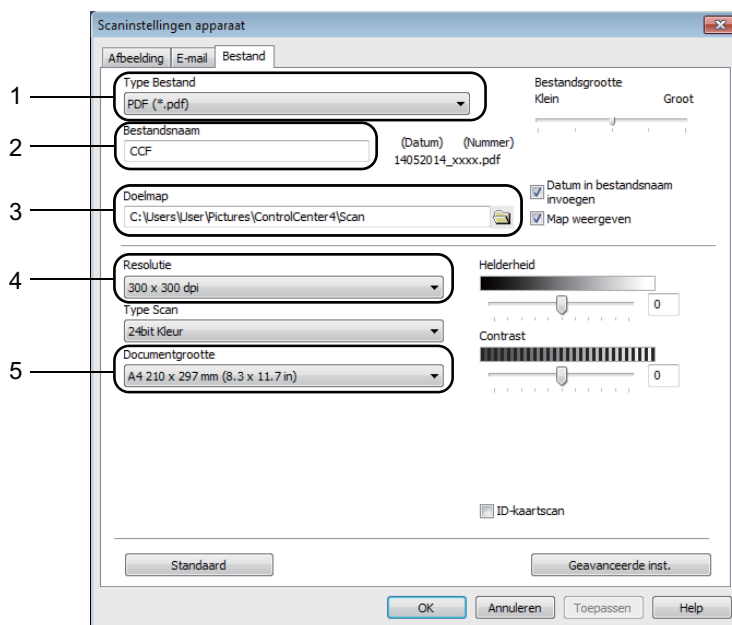 Scaninstellingen apparaat
Afbeelding E-mail Bestand
1
Type Bestand
PDF (*.pdf)
Bestandsgrootte
Klein Groot
2
Bestandsnaam
CCF
(Datum) (Nummer)
14052014_xxxx.pdf
3
Doelmap
C:\Users\User\Pictures\ControlCenter4\Scan
Datum in bestandsnaam
invoegen
Map weergeven
4
Resolutie
300 x 300 dpi
Type Scan
24bit Kleur
5
Documentgrootte
A4 210 x 297 mm (8.3 x 11.7 in)
Helderheid
0
Contrast
0
ID-kaartscan
Standaard
Geavanceerde inst.
OK Annuleren Toepassen Help